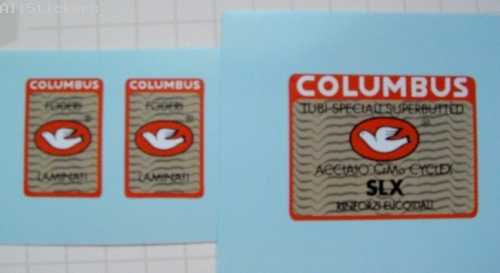 AllStickers
COLUMBUS
FODERI
®
LAMINATI
COLUMBUS
FODERI
®
LAMINATI
COLUMBUS
TUBI SPECIALI SUPERBUTTED
®
ACCIAIO CrMo CYCLEX
SLX
RINFORZI ELICOIDALI